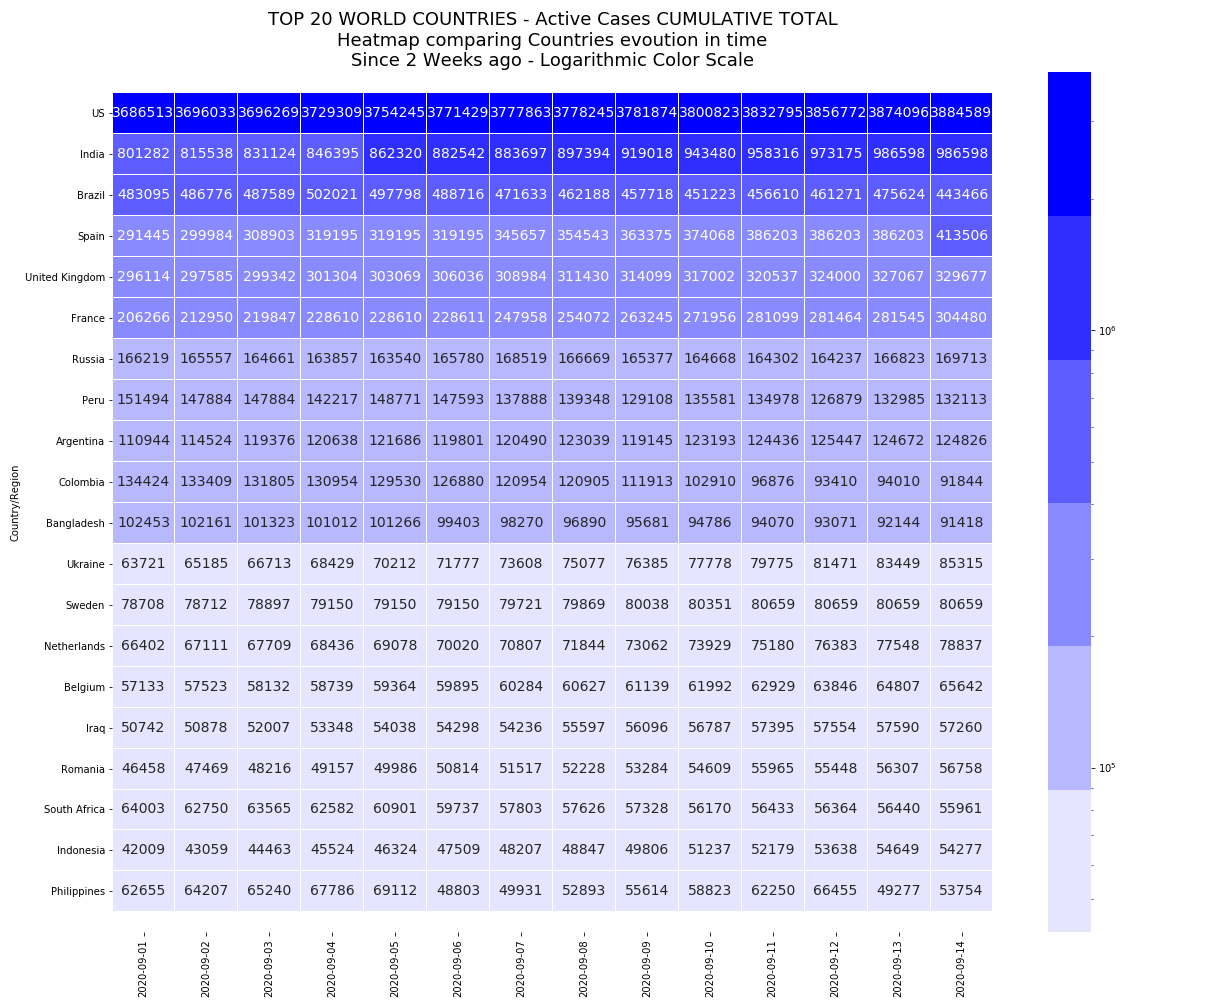 TOP 20 WORLD COUNTRIES - Active Cases CUMULATIVE TOTAL
Heatmap comparing Countries evoution in time
Since 2 Weeks ago - Logarithmic Color Scale
US 3686513 3696033 3696269 3729309 3754245 3771429 3777863 3778245 3781874 3800823 3832795 3856772 3874096 3884589
India 801282 815538 831124 846395 862320 882542 883697 897394 919018 943480 958316 973175 986598 986598
Brazil 483095 486776 487589 502021 497798 488716 471633 462188 457718 451223 456610 461271 475624 443466
Spain 291445 299984 308903 319195 319195 319195 345657 354543 363375 374068 386203 386203 386203 413506
United Kingdom 296114 297585 299342 301304 303069 306036 308984 311430 314099 317002 320537 324000 327067 329677
France 206266 212950 219847 228610 228610 228611 247958 254072 263245 271956 281099 281464 281545 304480
Russia 166219 165557 164661 163857 163540 165780 168519 166669 165377 164668 164302 164237 166823 169713
Peru 151494 147884 147884 142217 148771 147593 137888 139348 129108 135581 134978 126879 132985 132113
Argentina 110944 114524 119376 120638 121686 119801 120490 123039 119145 123193 124436 125447 124672 124826
Colombia 134424 133409 131805 130954 129530 126880 120954 120905 111913 102910 96876 93410 94010 91844
Bangladesh 102453 102161 101323 101012 101266 99403 98270 96890 95681 94786 94070 93071 92144 91418
Ukraine 63721 65185 66713 68429 70212 71777 73608 75077 76385 77778 79775 81471 83449 85315
Sweden 78708 78712 78897 79150 79150 79150 79721 79869 80038 80351 80659 80659 80659 80659
Netherlands 66402 67111 67709 68436 69078 70020 70807 71844 73062 73929 75180 76383 77548 78837
Belgium 57133 57523 58132 58739 59364 59895 60284 60627 61139 61992 62929 63846 64807 65642
Iraq 50742 50878 52007 53348 54038 54298 54236 55597 56096 56787 57395 57554 57590 57260
Romania 46458 47469 48216 49157 49986 50814 51517 52228 53284 54609 55965 55448 56307 56758
South Africa 64003 62750 63565 62582 60901 59737 57803 57626 57328 56170 56433 56364 56440 55961
Indonesia 42009 43059 44463 45524 46324 47509 48207 48847 49806 51237 52179 53638 54649 54277
Philippines 62655 64207 65240 67786 69112 48803 49931 52893 55614 58823 62250 66455 49277 53754
Country/Region
2020-09-01 2020-09-02 2020-09-03 2020-09-04 2020-09-05 2020-09-06 2020-09-07 2020-09-08 2020-09-09 2020-09-10 2020-09-11 2020-09-12 2020-09-13 2020-09-14
10⁶
10⁵